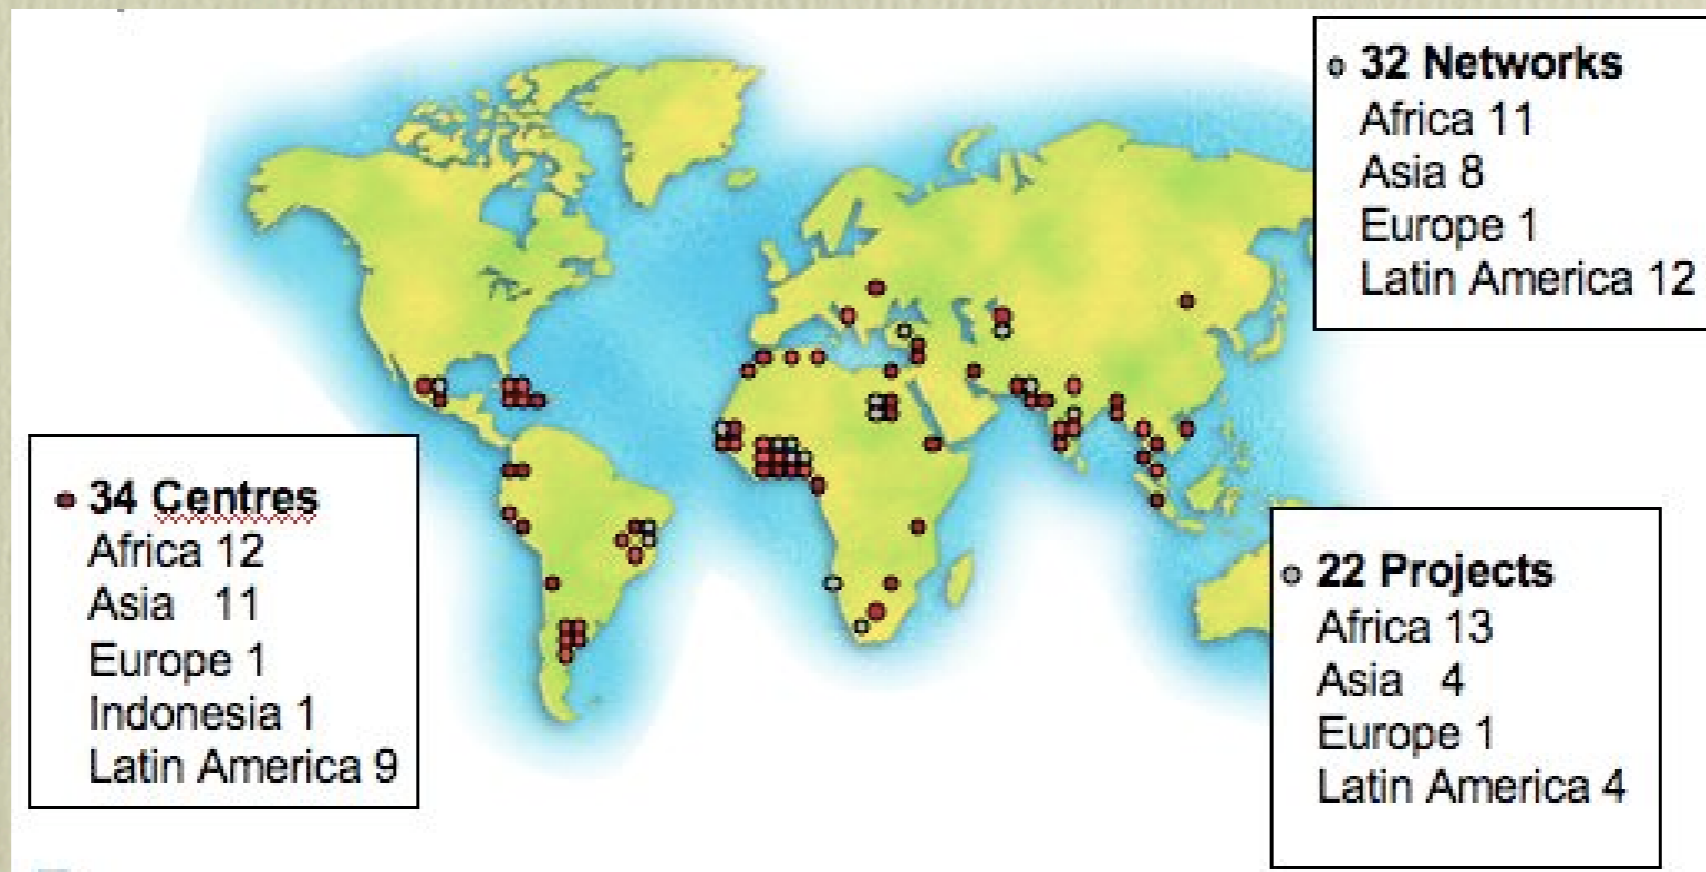 32 Networks
Africa 11
Asia 8
Europe 1
Latin America 12
34 Centres
Africa 12
Asia 11
Europe 1
Indonesia 1
Latin America 9
22 Projects
Africa 13
Asia 4
Europe 1
Latin America 4